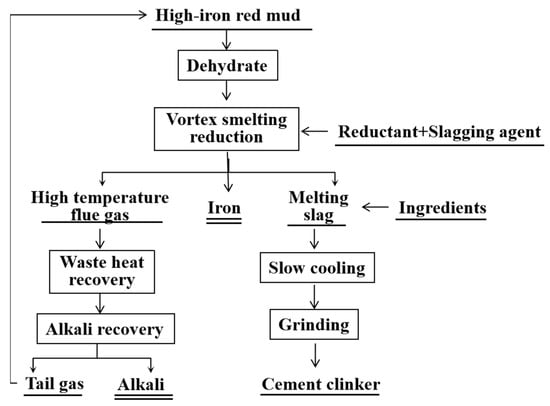 High-iron red mud
Dehydrate
Vortex smelting
reduction
Reductant+Slagging agent
High temperature
flue gas
Iron
Melting
slag
Ingredients
Waste heat
recovery
Slow cooling
Alkali recovery
Grinding
Tail gas
Alkali
Cement clinker